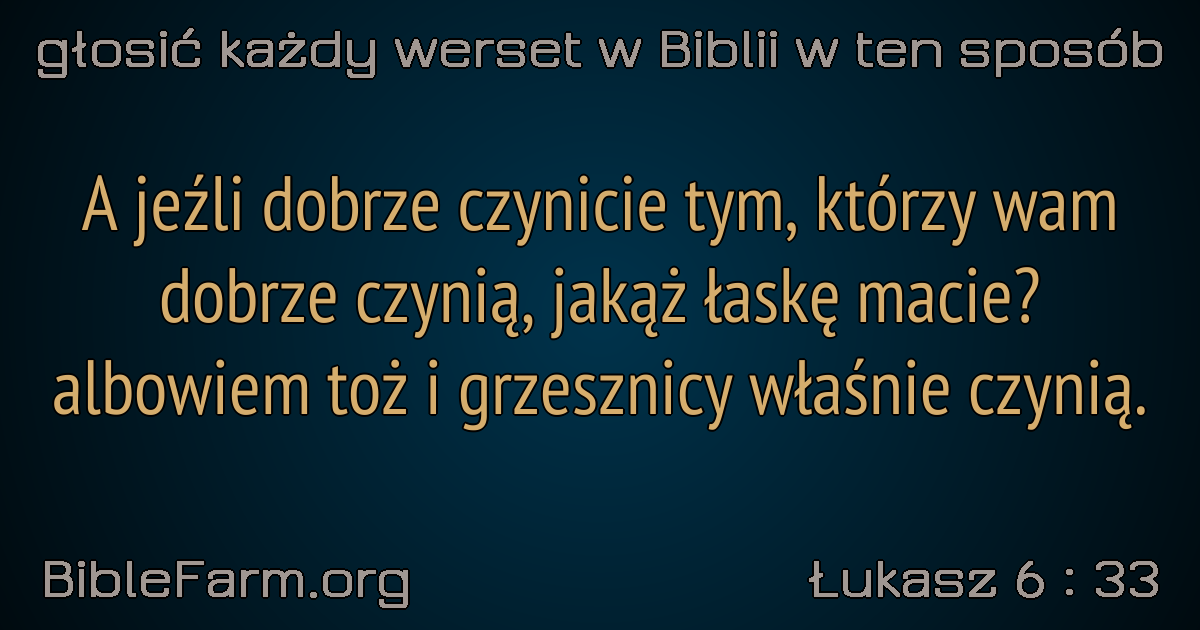 głosić każdy werset w Biblii w ten sposób
A jeźli dobrze czynicie tym, którzy wam
dobrze czynią, jakąż łaskę macie?
albowiem toż i grzesznicy właśnie czynią.
BibleFarm.org
Łukasz 6 : 33